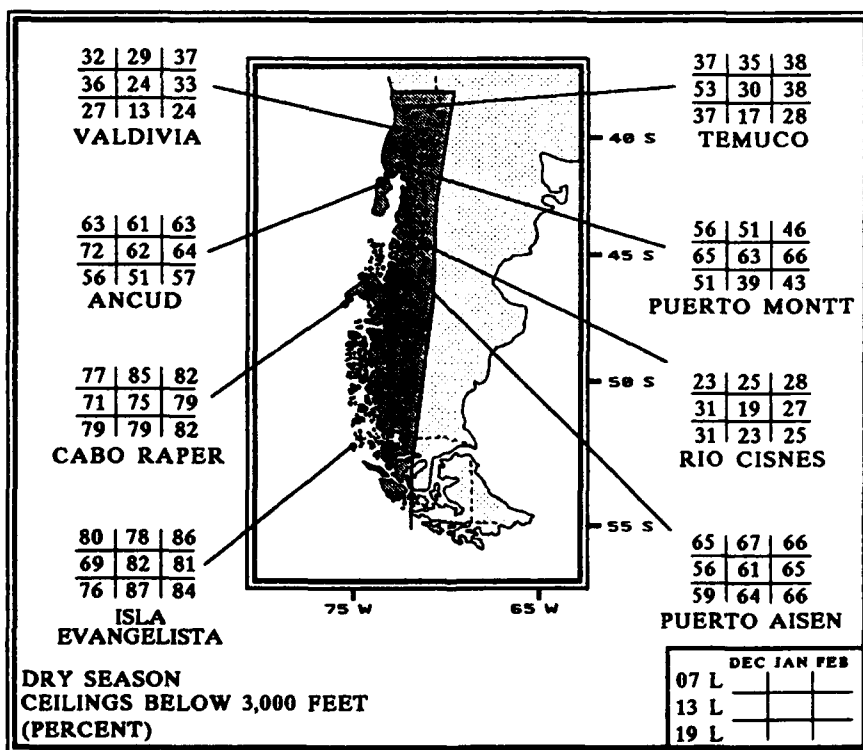 32 | 29 | 37
36 | 24 | 33
27 | 13 | 24
VALDIVIA
63 | 61 | 63
72 | 62 | 64
56 | 51 | 57
ANCUD
77 | 85 | 82
71 | 75 | 79
79 | 79 | 82
CABO RAPER
80 | 78 | 86
69 | 82 | 81
76 | 87 | 84
ISLA
EVANGELISTA
40 S
45 S
50 S
55 S
75 W
65 W
37 | 35 | 38
53 | 30 | 38
37 | 17 | 28
TEMUCO
56 | 51 | 46
65 | 63 | 66
51 | 39 | 43
PUERTO MONTT
23 | 25 | 28
31 | 19 | 27
31 | 23 | 25
RIO CISNES
65 | 67 | 66
56 | 61 | 65
59 | 64 | 66
PUERTO AISEN
DRY SEASON
CEILINGS BELOW 3,000 FEET
(PERCENT)
DEC JAN FEB
07 L
13 L
19 L